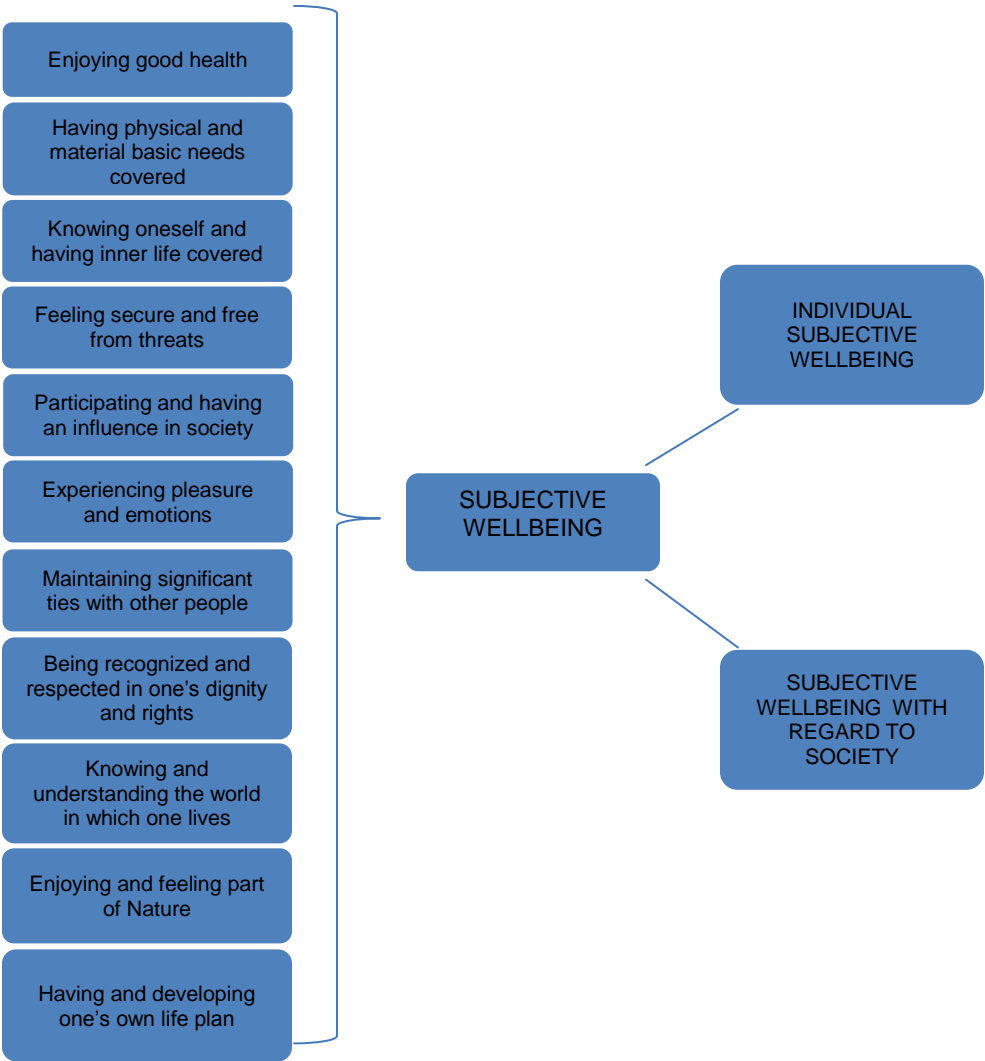 Enjoying good health
Having physical and
material basic needs
covered
Knowing oneself and
having inner life covered
Feeling secure and free
from threats
Participating and having
an influence in society
Experiencing pleasure
and emotions
Maintaining significant
ties with other people
Being recognized and
respected in one’s dignity
and rights
Knowing and
understanding the world
in which one lives
Enjoying and feeling part
of Nature
Having and developing
one’s own life plan
SUBJECTIVE
WELLBEING
INDIVIDUAL
SUBJECTIVE
WELLBEING
SUBJECTIVE
WELLBEING WITH
REGARD TO
SOCIETY